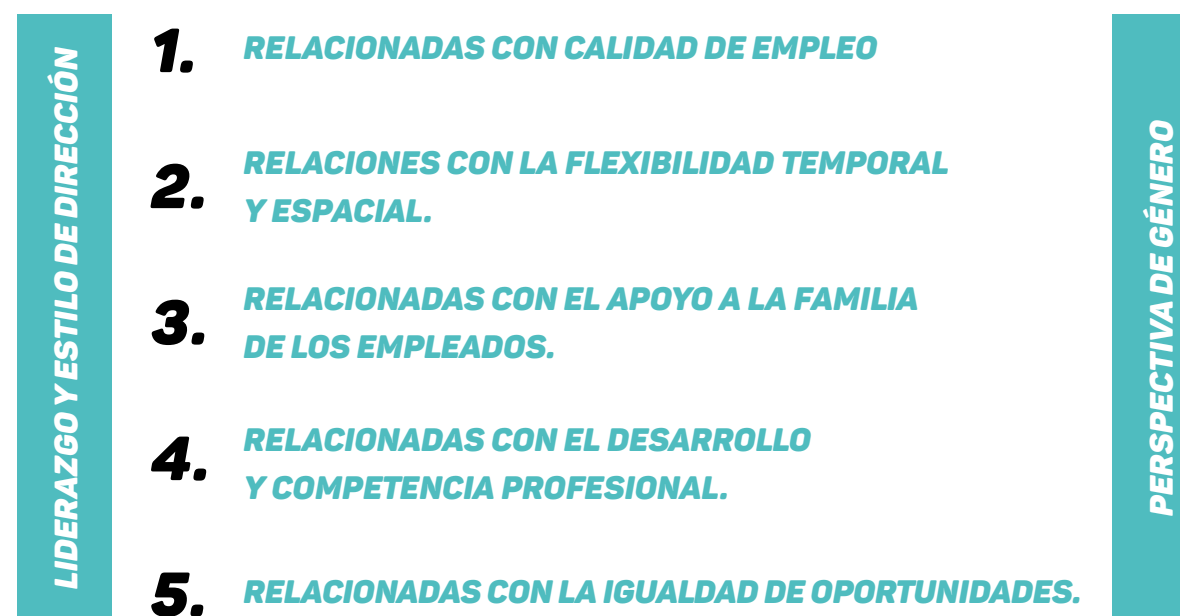 LIDERAZGO Y ESTILO DE DIRECCIÓN
1. RELACIONADAS CON CALIDAD DE EMPLEO
2. RELACIONES CON LA FLEXIBILIDAD TEMPORAL
Y ESPACIAL.
3. RELACIONADAS CON EL APOYO A LA FAMILIA
DE LOS EMPLEADOS.
4. RELACIONADAS CON EL DESARROLLO
Y COMPETENCIA PROFESIONAL.
5. RELACIONADAS CON LA IGUALDAD DE OPORTUNIDADES.
PERSPECTIVA DE GÉNERO